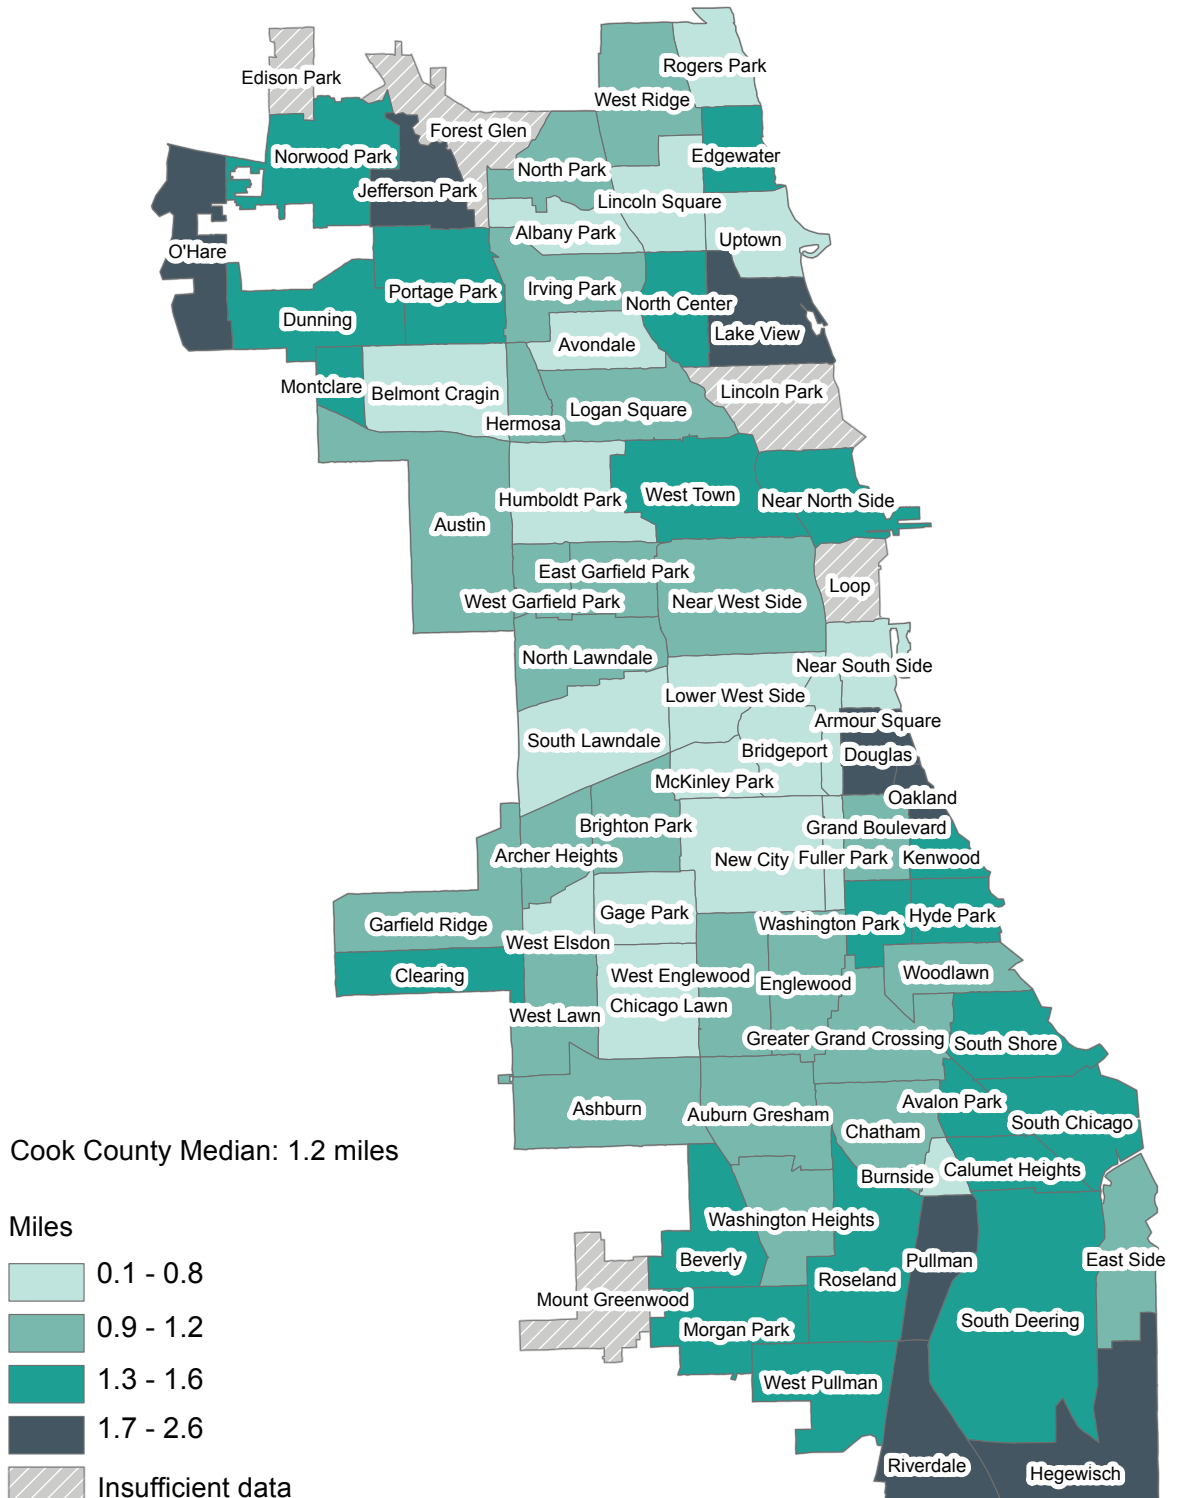 Rogers Park
Edison Park
West Ridge
Forest Glen
Norwood Park
Edgewater
North Park
Jefferson Park
Lincoln Square
Albany Park
Uptown
O'Hare
Irving Park
Portage Park
North Center
Dunning
Lake View
Avondale
Montclare
Belmont Cragin
Lincoln Park
Logan Square
Hermosa
West Town
Humboldt Park
Near North Side
Austin
East Garfield Park
Loop
West Garfield Park
Near West Side
North Lawndale
Near South Side
Lower West Side
Armour Square
South Lawndale
Bridgeport
Douglas
McKinley Park
Oakland
Brighton Park
Grand Boulevard
Archer Heights
New City
Fuller Park
Kenwood
Gage Park
Hyde Park
Garfield Ridge
Washington Park
West Elsdon
Clearing
West Englewood
Woodlawn
Englewood
Chicago Lawn
West Lawn
Greater Grand Crossing
South Shore
Avalon Park
Ashburn
Auburn Gresham
South Chicago
Chatham
Cook County Median: 1.2 miles
Calumet Heights
Burnside
Washington Heights
Miles
Beverly
Pullman
East Side
0.1 - 0.8
Roseland
Mount Greenwood
South Deering
0.9 - 1.2
Morgan Park
1.3 - 1.6
West Pullman
1.7 - 2.6
Riverdale
Hegewisch
Insufficient data